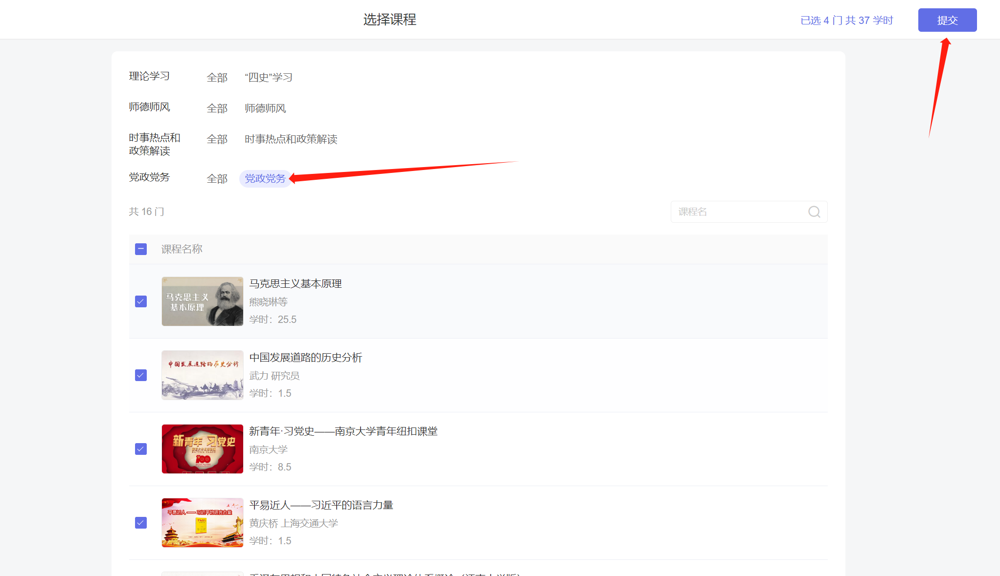 选择课程
已选 4 门 共 37 学时
提交
理论学习 全部 “四史”学习
师德师风 全部 师德师风
时事热点和 全部 时事热点和政策解读
政策解读
党政党务 全部 党政党务
共 16 门
课程名
课程名称
马克思主义
基本原理
马克思主义基本原理
熊晓琳等
学时：25.5
中国发展道路的历史分析
中国发展道路的历史分析
武力 研究员
学时：1.5
新青年 习党史
BUTTON CLASS
100
新青年·习党史——南京大学青年纽扣课堂
南京大学
学时：8.5
平易近人——习近平的语言力量
平易近人——习近平的语言力量
黄庆桥 上海交通大学
学时：1.5